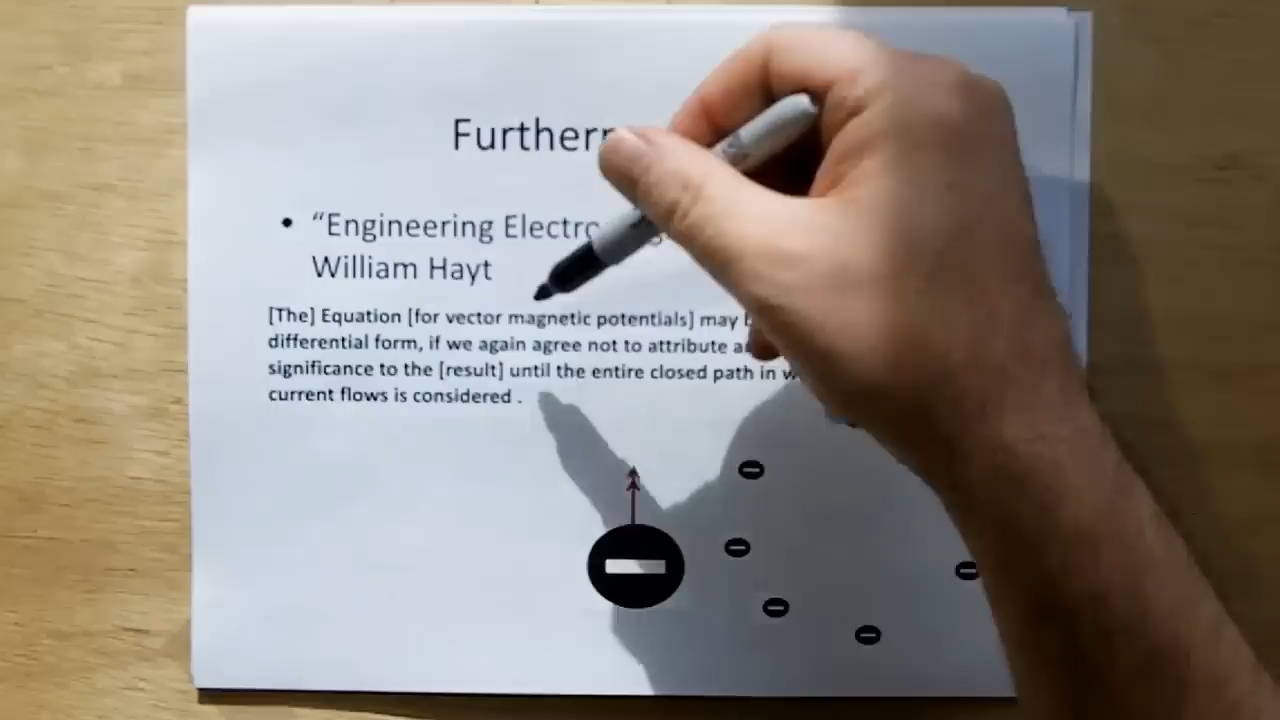 Furtherr
• “Engineering Electro
William Hayt
[The] Equation [for vector magnetic potentials] may
differential form, if we again agree not to attribute
significance to the [result] until the entire closed path in
current flows is considered .